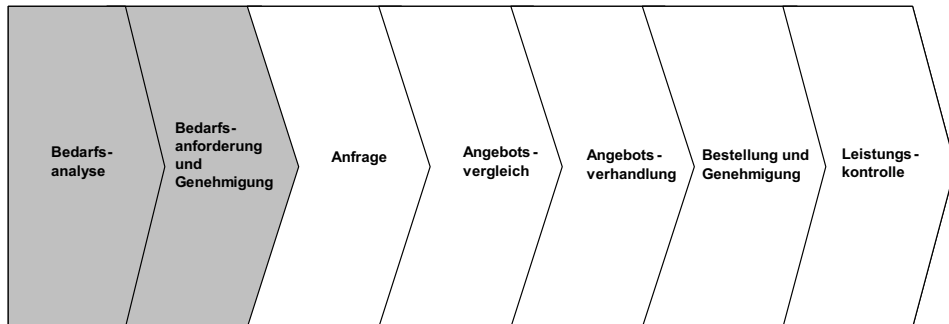 Bedarfs-
analyse
Bedarfs-
anforderung
und
Genehmigung
Anfrage
Angebots-
vergleich
Angebots-
verhandlung
Bestellung und
Genehmigung
Leistungs-
kontrolle